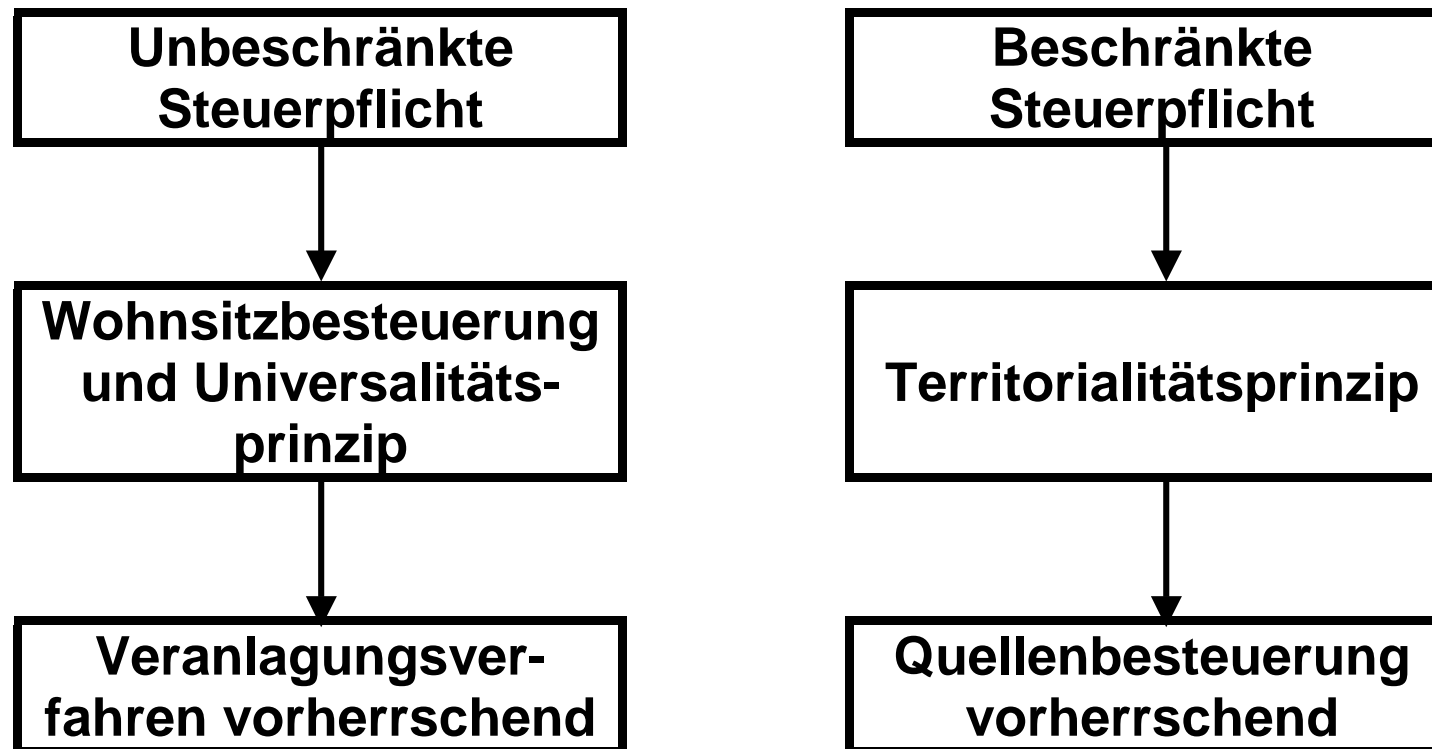 Unbeschränkte
Steuerpflicht
Beschränkte
Steuerpflicht
Wohnsitzbesteuerung
und Universalitäts-
prinzip
Territorialitätsprinzip
Veranlagungsver-
fahren vorherrschend
Quellenbesteuerung
vorherrschend